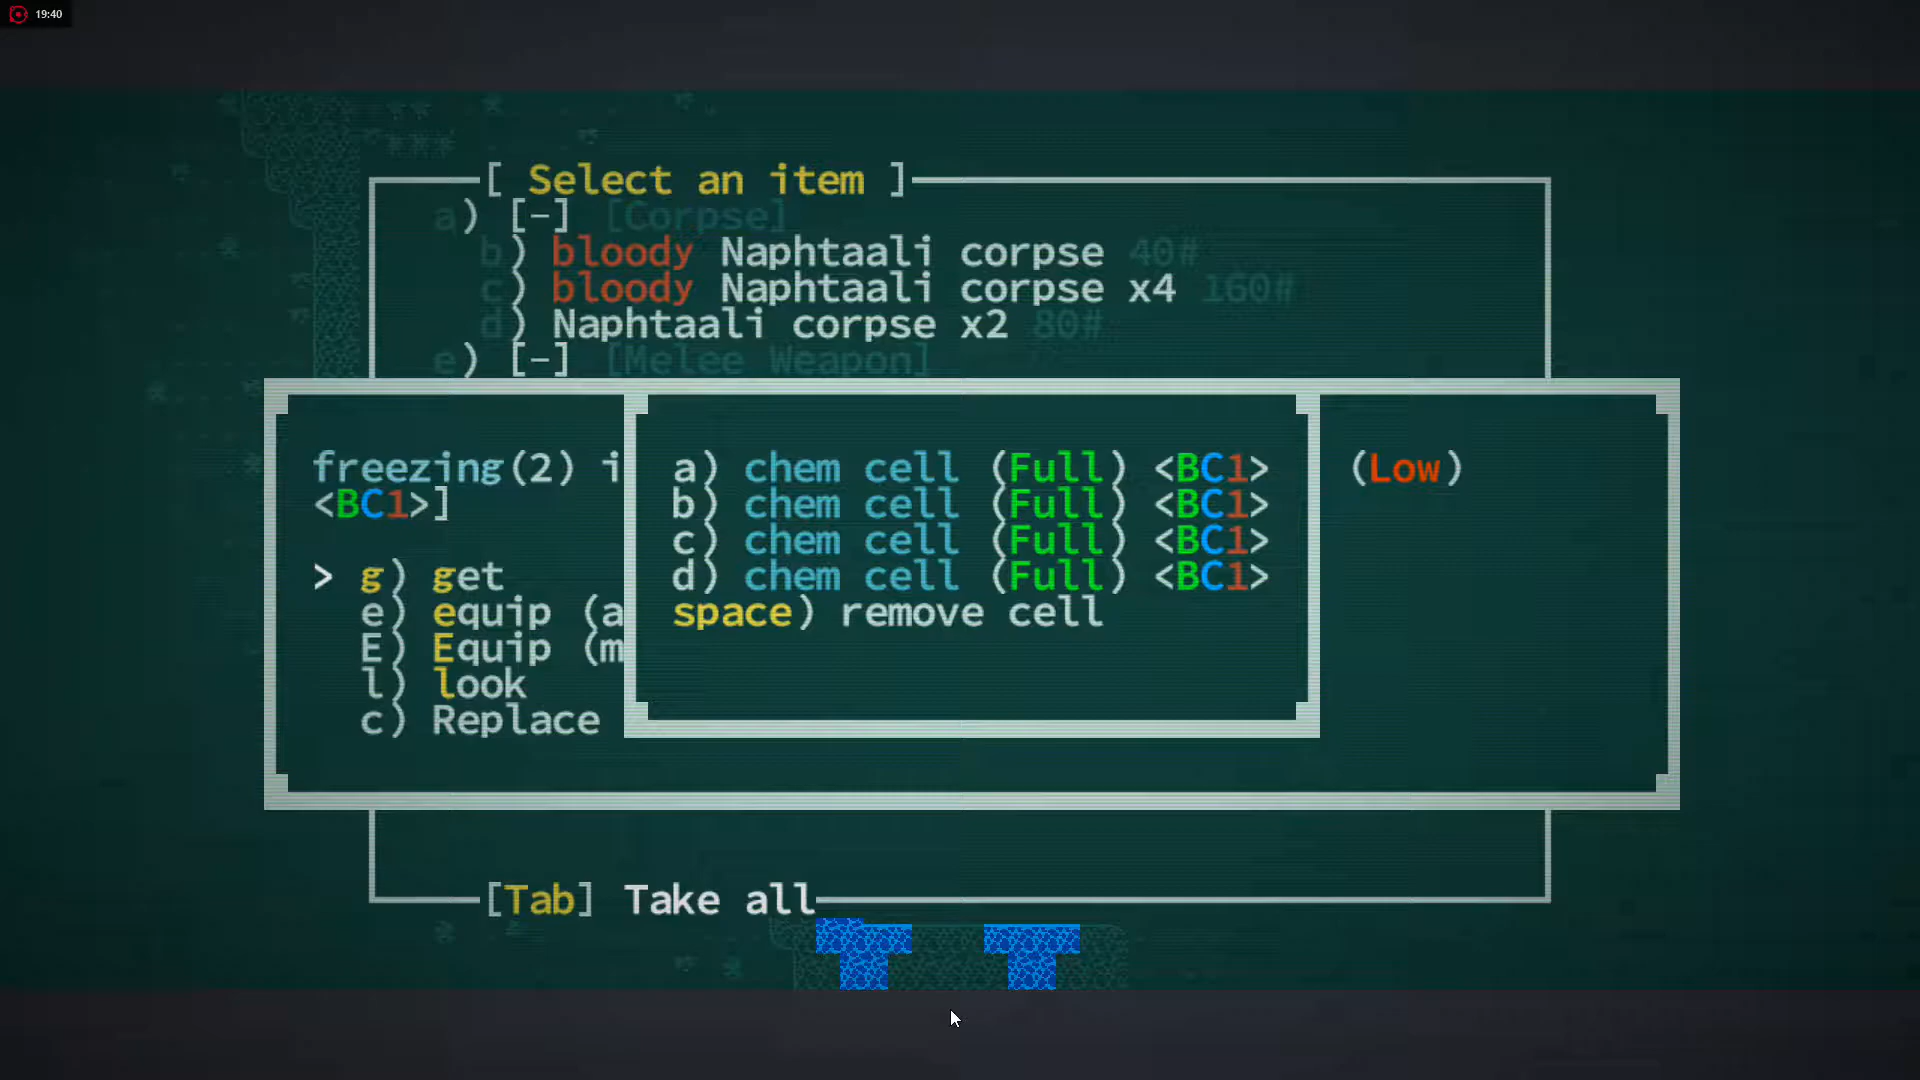 19:40
[ Select an item ]
a) [-] [Corpse]
b) bloody Naphtaali corpse 40#
c) bloody Naphtaali corpse x4 160#
d) Naphtaali corpse x2 80#
e) [-] [Melee Weapon]
freezing(2) i
(Low)
<BC1>]
> g) get
e) equip (a
E) Equip (m
l) look
c) Replace
a) chem cell (Full) <BC1>
b) chem cell (Full) <BC1>
c) chem cell (Full) <BC1>
d) chem cell (Full) <BC1>
space) remove cell
[Tab] Take all